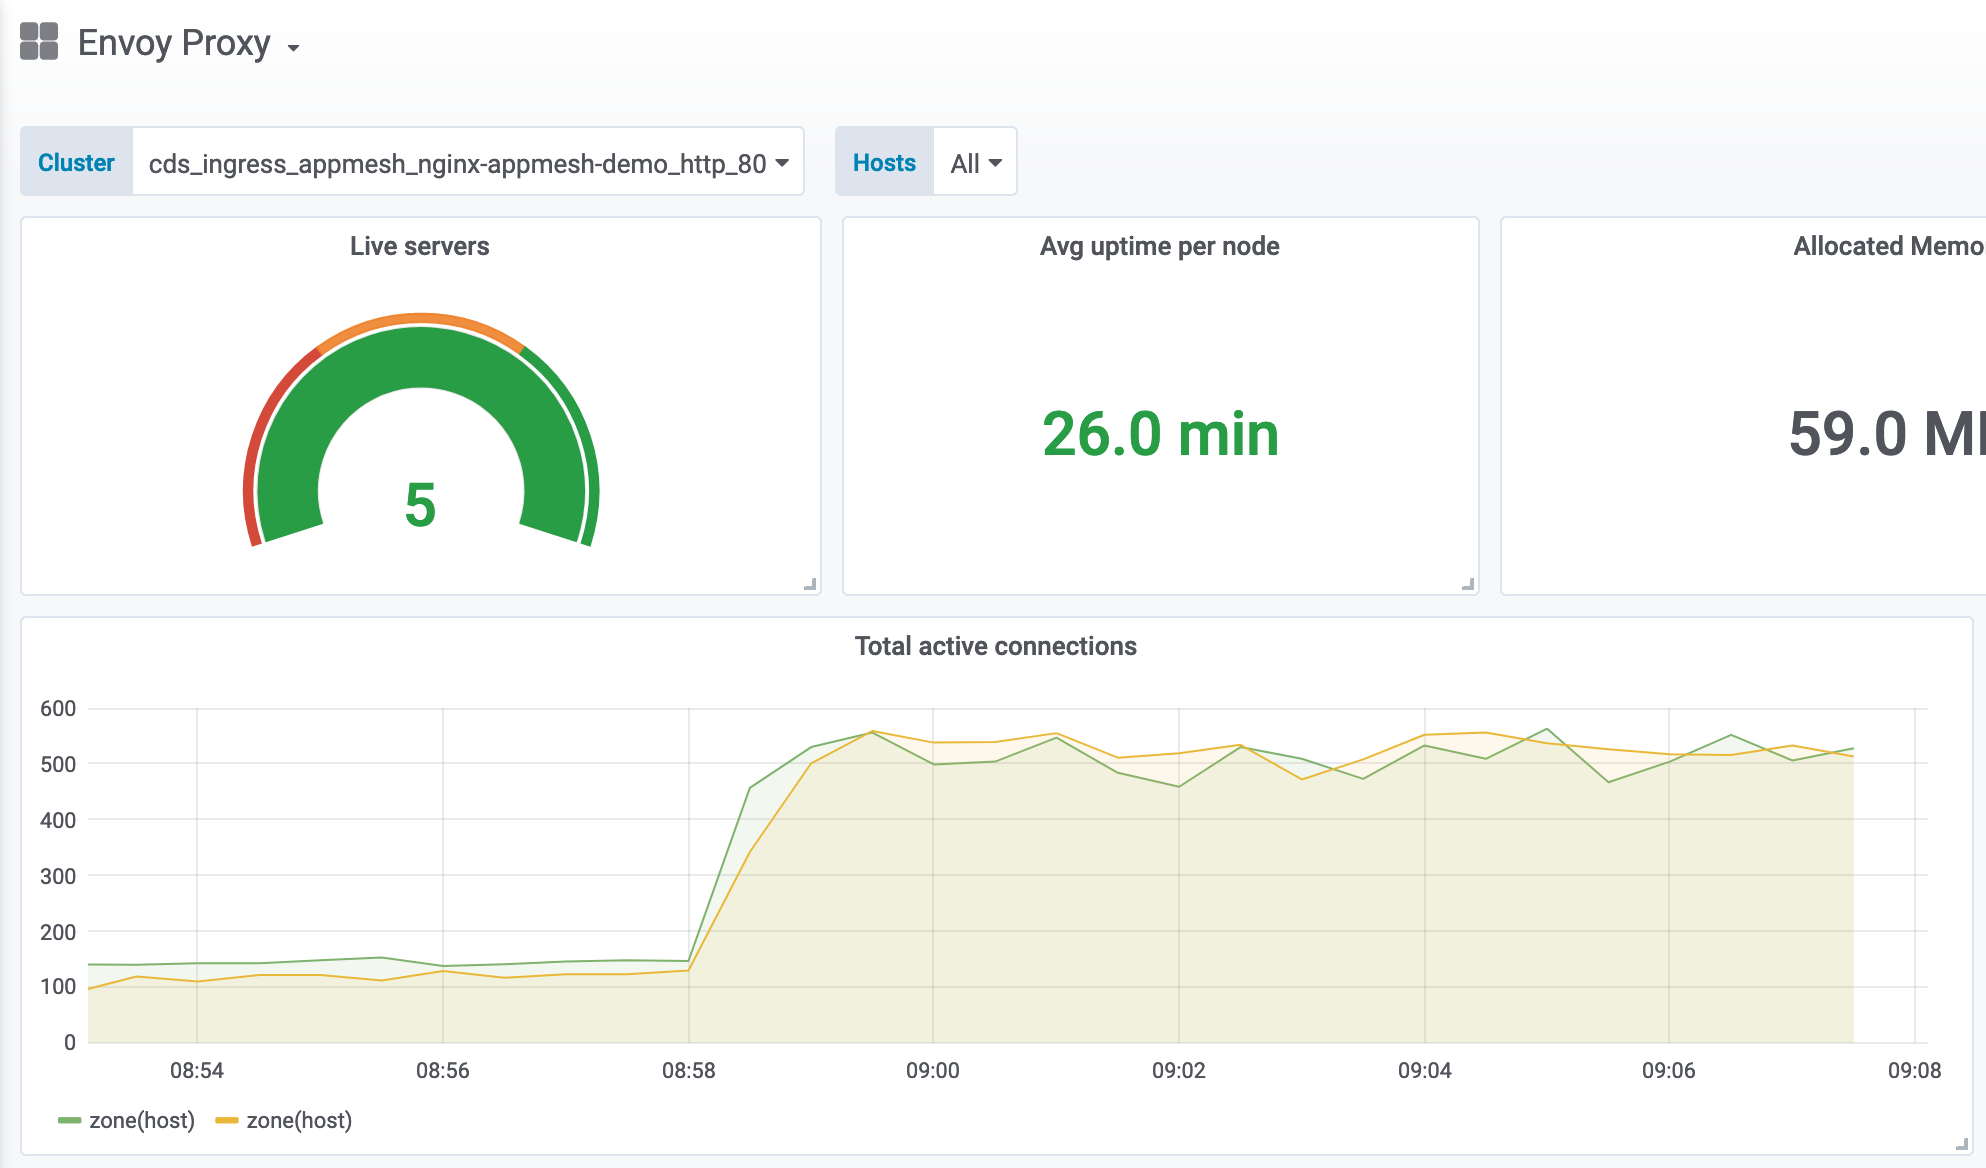 Envoy Proxy
Cluster cds_ingress_appmesh_nginx-appmesh-demo_http_80 Hosts All
Live servers
5
Avg uptime per node
26.0 min
Allocated
59.0
Total active connections
600
500
400
300
200
100
0
08:54 08:56 08:58 09:00 09:02 09:04 09:06 09:08
zone(host) zone(host)